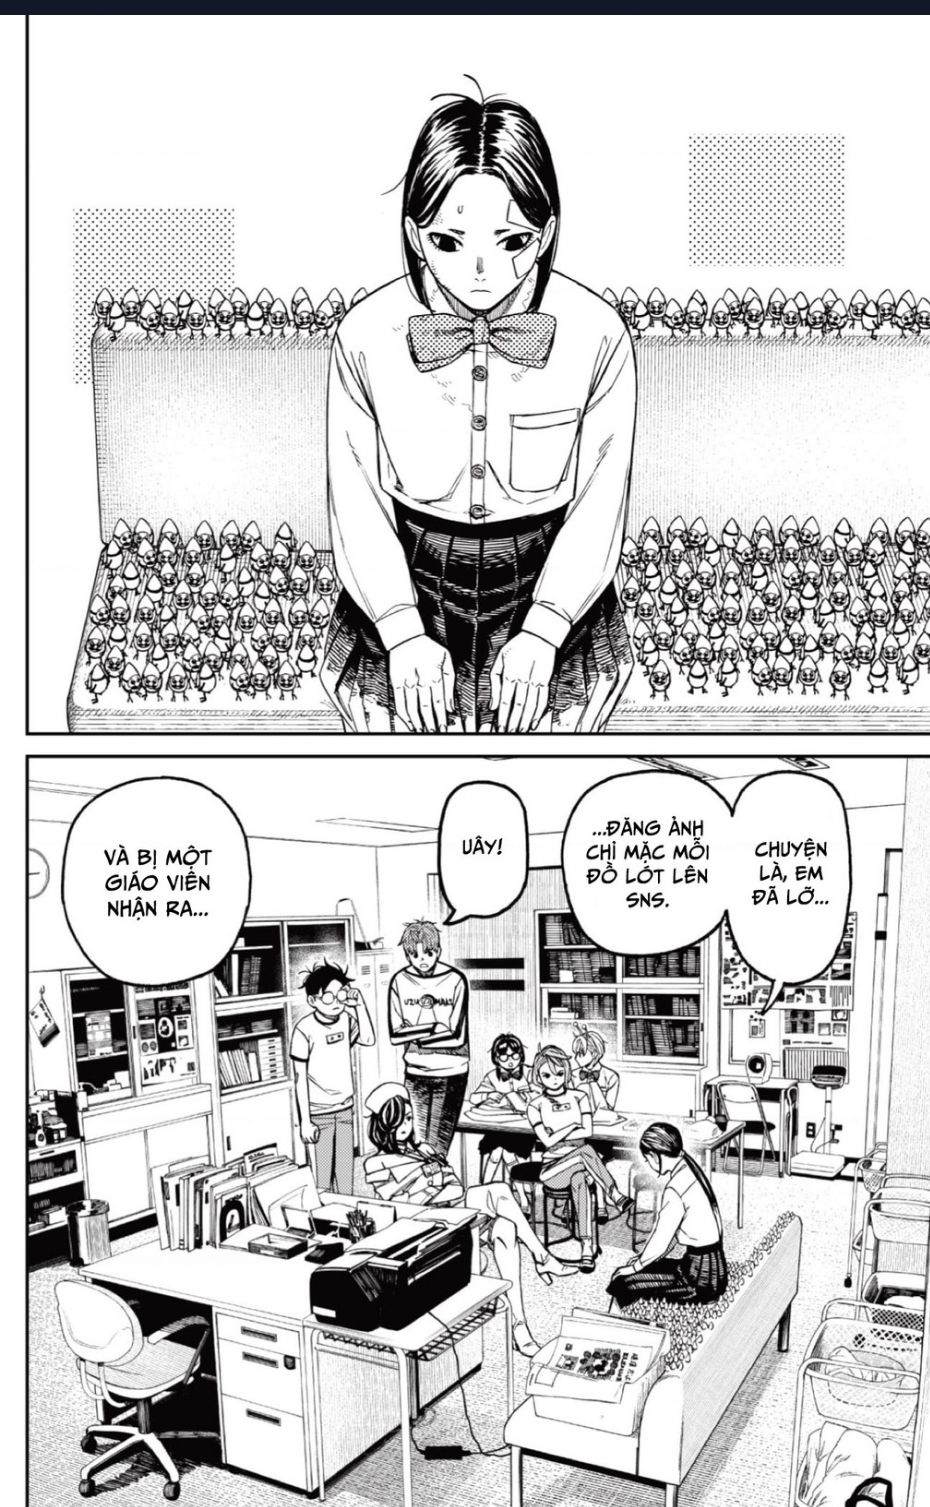 CHUYỆN
LÀ, EM
ĐÃ LỠ...
...ĐĂNG ẢNH
CHỈ MẶC MỖI
ĐỒ LÓT LÊN
SNS.
UÂY!
VÀ BỊ MỘT
GIÁO VIÊN
NHẬN RA...